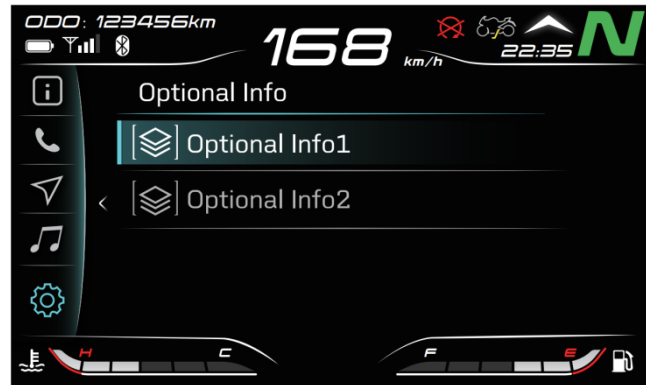 ODO: 123456km
168 km/h
22:35 N
Optional Info
Optional Info1
Optional Info2
H C
F E